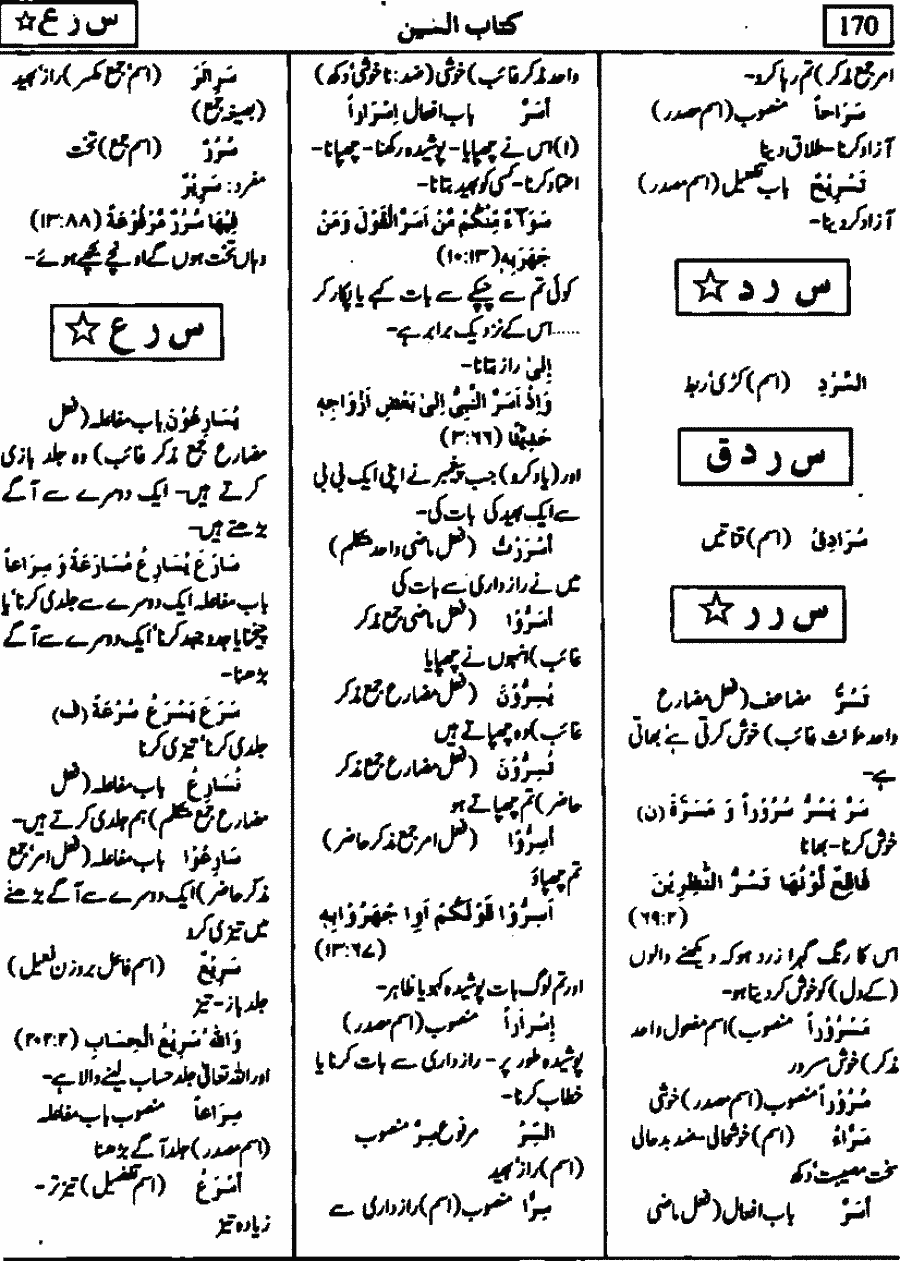 170
کتاب السین
س ر ع ☆
امر جمع مذکر) تم رہا کرو۔
سَرَاحاً منصوب (اسم مصدر)
آزاد کرنا۔ طلاق دینا
تَسْرِیْحٌ باب تفعیل (اسم مصدر)
آزاد کر دینا۔
س ر د ☆
السَّرْدِ (اسم) کڑی ربط
س ر د ق
سُرَادِقُ (اسم) قناتیں
س ر ر ☆
تَسُرُّ مضاعف (فعل مضارع
واحد مؤنث غائب) خوش کرتی ہے بھاتی
ہے۔
سَرَّ یَسُرُّ سُرُوْراً وَ مَسَرَّةً (ن)
خوش کرنا۔ بھانا
فَاقِعٌ لَّوْنُهَا تَسُرُّ النّٰظِرِیْنَ
(۶۹:۲)
اس کا رنگ گہرا زرد ہو کہ دیکھنے والوں
(کے دل) کو خوش کر دیتا ہو۔
مَسْرُوْراً منصوب) اسم مفعول واحد
مذکر) خوش مسرور
سُرُوْراً منصوب (اسم مصدر) خوشی
سَرَّاءُ (اسم) خوشحالی۔ ضد بدحالی
سخت مصیبت دُکھ
أَسَرَّ باب افعال (فعل ماضی
واحد مذکر غائب) خوشی (ضد: ناخوشی دُکھ)
أَسَرَّ باب افعال اِسْرَاراً
(۱) اس نے چھپایا۔ پوشیدہ رکھنا۔ چھپانا۔
اعتماد کرنا۔ کسی کو بھید بتانا۔
سَوَآءٌ مِّنْكُمْ مَّنْ اَسَرَّ الْقَوْلَ وَمَنْ
جَهَرَ بِهٖ (۱۰:۱۳)
کوئی تم سے چپکے سے بات کہے یا پکار کر
.....اس کے نزدیک برابر ہے۔
إِلیٰ راز بتانا۔
وَاِذْ اَسَرَّ النَّبِیُّ اِلٰی بَعْضِ اَزْوَاجِهٖ
حَدِیْثًا (۳:۶۶)
اور (یاد کرو) جب پیغمبر نے اپنی ایک بی بی
سے ایک بھید کی بات کی۔
أَسْرَرْتُ (فعل ماضی واحد متکلم)
میں نے رازداری سے بات کی
أَسَرُّوْا (فعل ماضی جمع مذکر
غائب) انہوں نے چھپایا
یُسِرُّوْنَ (فعل مضارع جمع مذکر
غائب) وہ چھپاتے ہیں
تُسِرُّوْنَ (فعل مضارع جمع مذکر
حاضر) تم چھپاتے ہو
أَسِرُّوْا (فعل امر جمع مذکر حاضر)
تم چھپاؤ
اَسِرُّوْا قَوْلَكُمْ اَوِا جْهَرُوْا بِهٖ
(۱۳:۶۷)
اور تم لوگ بات پوشیدہ کہو یا ظاہر۔
إِسْرَاراً منصوب (اسم مصدر)
پوشیدہ طور پر۔ رازداری سے بات کرنا یا
خطاب کرنا۔
السِّرَّ مرفوع سِرٌّ منصوب
(اسم) راز بھید
سِرًّا منصوب (اسم) رازداری سے
سَرَائِرُ (اسم جمع مکسر) راز بھید
(بصیغہ جمع)
سُرُرٌ (اسم جمع) تخت
مفرد: سَرِیْرٌ
فِیْهَا سُرُرٌ مَّرْفُوْعَةٌ (۱۳:۸۸)
وہاں تخت ہوں گے اونچے بچھے ہوئے۔
س ر ع ☆
یُسَارِعُوْنَ باب مفاعلہ (فعل
مضارع جمع مذکر غائب) وہ جلد بازی
کرتے ہیں۔ ایک دوسرے سے آگے
بڑھتے ہیں۔
سَارَعَ یُسَارِعُ مُسَارَعَةً وَ سِرَاعاً
باب مفاعلہ ایک دوسرے سے جلدی کرنا، یا
پہنچنا یا جدوجہد کرنا، ایک دوسرے سے آگے
بڑھنا۔
سَرَعَ یَسْرَعُ سُرْعَةً (ف)
جلدی کرنا، تیزی کرنا
نُسَارِعُ باب مفاعلہ (فعل
مضارع جمع متکلم) ہم جلدی کرتے ہیں۔
سَارِعُوْا باب مفاعلہ (فعل امر جمع
مذکر حاضر) ایک دوسرے سے آگے بڑھنے
میں تیزی کرو
سَرِیْعٌ (اسم فاعل بروزن فعیل)
جلد باز۔ تیز
وَاللّٰهُ سَرِیْعُ الْحِسَابِ (۲۰۲:۲)
اور اللہ تعالیٰ جلد حساب لینے والا ہے۔
سِرَاعاً منصوب باب مفاعلہ
(اسم مصدر) جلد آگے بڑھنا
أَسْرَعُ (اسم تفضیل) تیز تر۔
زیادہ تیز